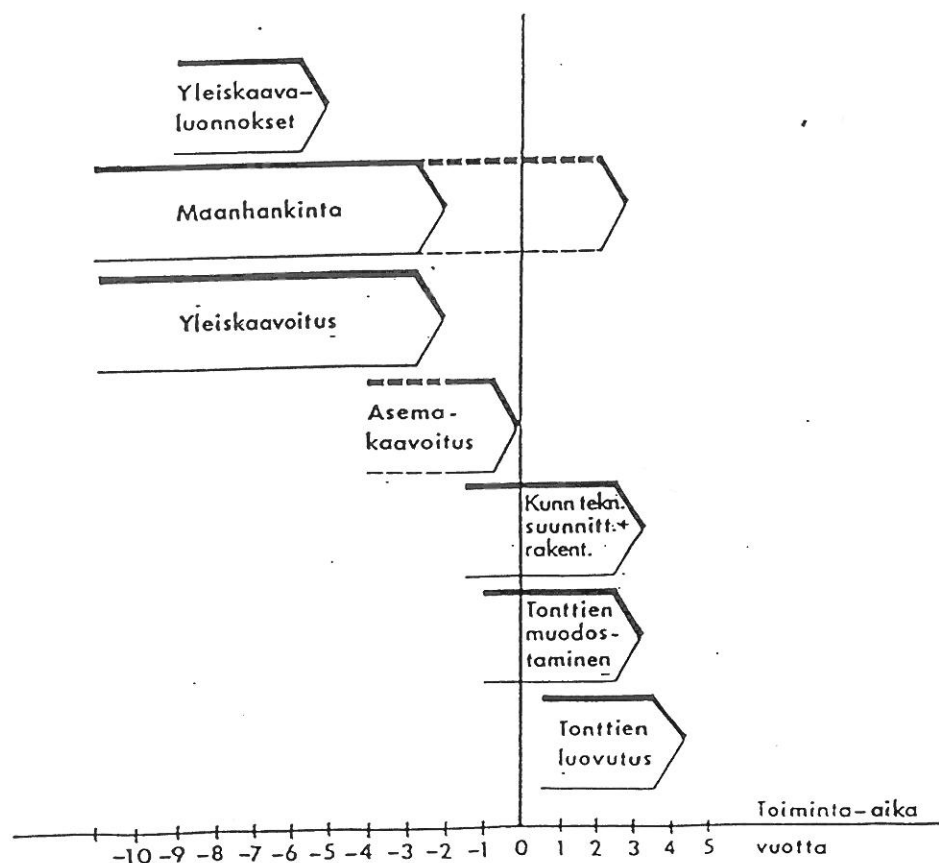 Yleiskaava-
luonnokset
Maanhankinta
Yleiskaavoitus
Asema-
kaavoitus
Kunn tekn.
suunnitt.+
rakent.
Tonttien
muodos-
taminen
Tonttien
luovutus
Toiminta-aika
-10 -9 -8 -7 -6 -5 -4 -3 -2 -1 0 1 2 3 4 5 vuotta